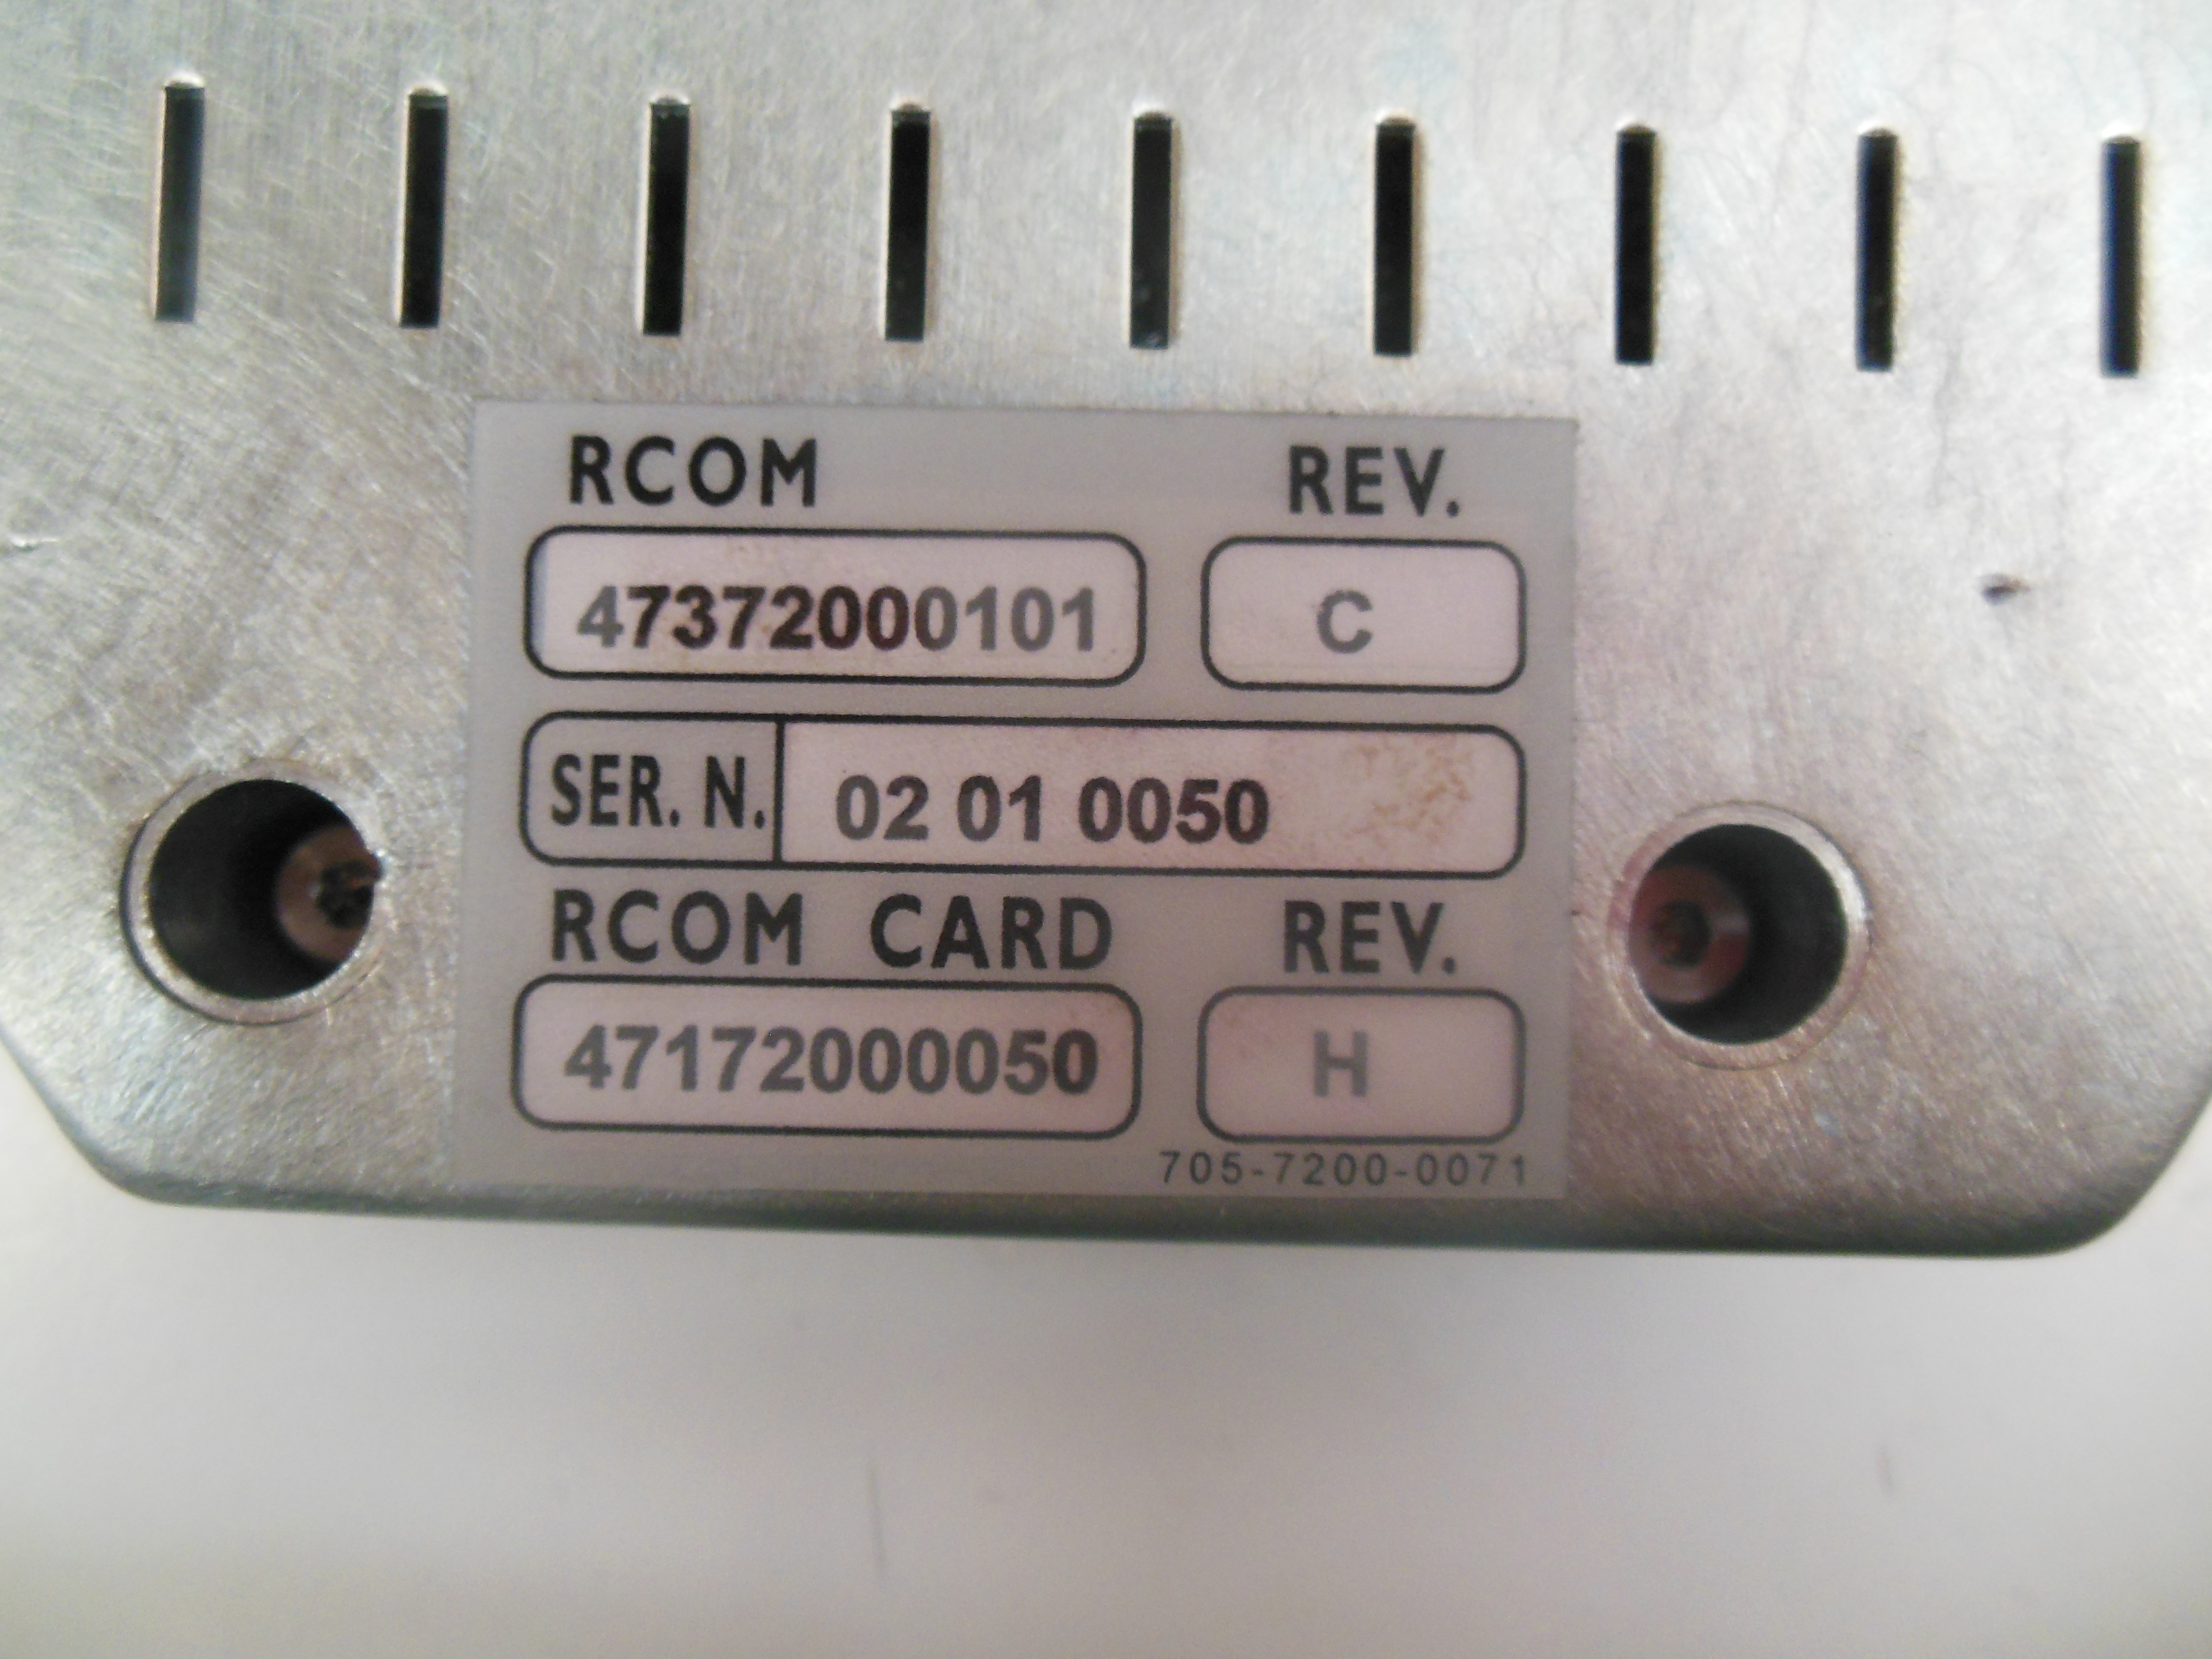 RCOM REV.
47372000101 C
SER. N. 02 01 0050
RCOM CARD REV.
47172000050 H
705-7200-0071